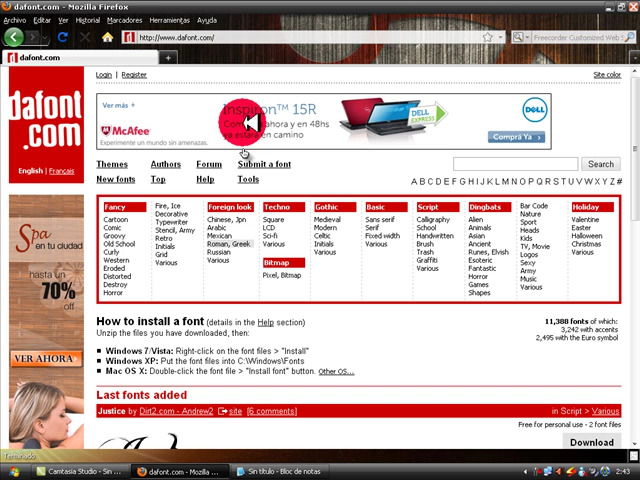 dafont.com - Mozilla Firefox
Archivo Editar Ver Historial Marcadores Herramientas Ayuda
http://www.dafont.com/
Freecorder Customized Web S
dafont.com
Login | Register
Site color
dafont
.com
English | Français
Ver más +
Inspiron™ 15R
McAfee
ahora y en 48hs
ya está en camino
Experimente un mundo sin amenazas.
DELL EXPRESS
DELL
Comprá Ya >
Themes Authors Forum Submit a font
New fonts Top Help Tools
Search
A B C D E F G H I J K L M N O P Q R S T U V W X Y Z #
Fancy
Cartoon
Comic
Groovy
Old School
Curly
Western
Eroded
Distorted
Destroy
Horror
Fire, Ice
Decorative
Typewriter
Stencil, Army
Retro
Initials
Grid
Various
Foreign look
Chinese, Jpn
Arabic
Mexican
Roman, Greek
Russian
Various
Techno
Square
LCD
Sci-fi
Various
Bitmap
Pixel, Bitmap
Gothic
Medieval
Modern
Celtic
Initials
Various
Basic
Sans serif
Serif
Fixed width
Various
Script
Calligraphy
School
Handwritten
Brush
Trash
Graffiti
Various
Dingbats
Alien
Animals
Asian
Ancient
Runes, Elvish
Esoteric
Fantastic
Horror
Games
Shapes
Bar Code
Nature
Sport
Heads
Kids
TV, Movie
Logos
Sexy
Army
Music
Various
Holiday
Valentine
Easter
Halloween
Christmas
Various
Spa
en tu ciudad
hasta un
70%
off
VER AHORA
How to install a font (details in the Help section)
Unzip the files you have downloaded, then:
Windows 7/Vista: Right-click on the font files > "Install"
Windows XP: Put the font files into C:\Windows\Fonts
Mac OS X: Double-click the font file > "Install font" button. Other OS...
11,388 fonts of which:
3,242 with accents
2,495 with the Euro symbol
Last fonts added
Justice by Dirt2.com - Andrew2 site [6 comments]
in Script > Various
Free for personal use - 2 font files
Download
Terminado
Camtasia Studio - Sin ...
dafont.com - Mozilla ...
Sin título - Bloc de notas
2:43